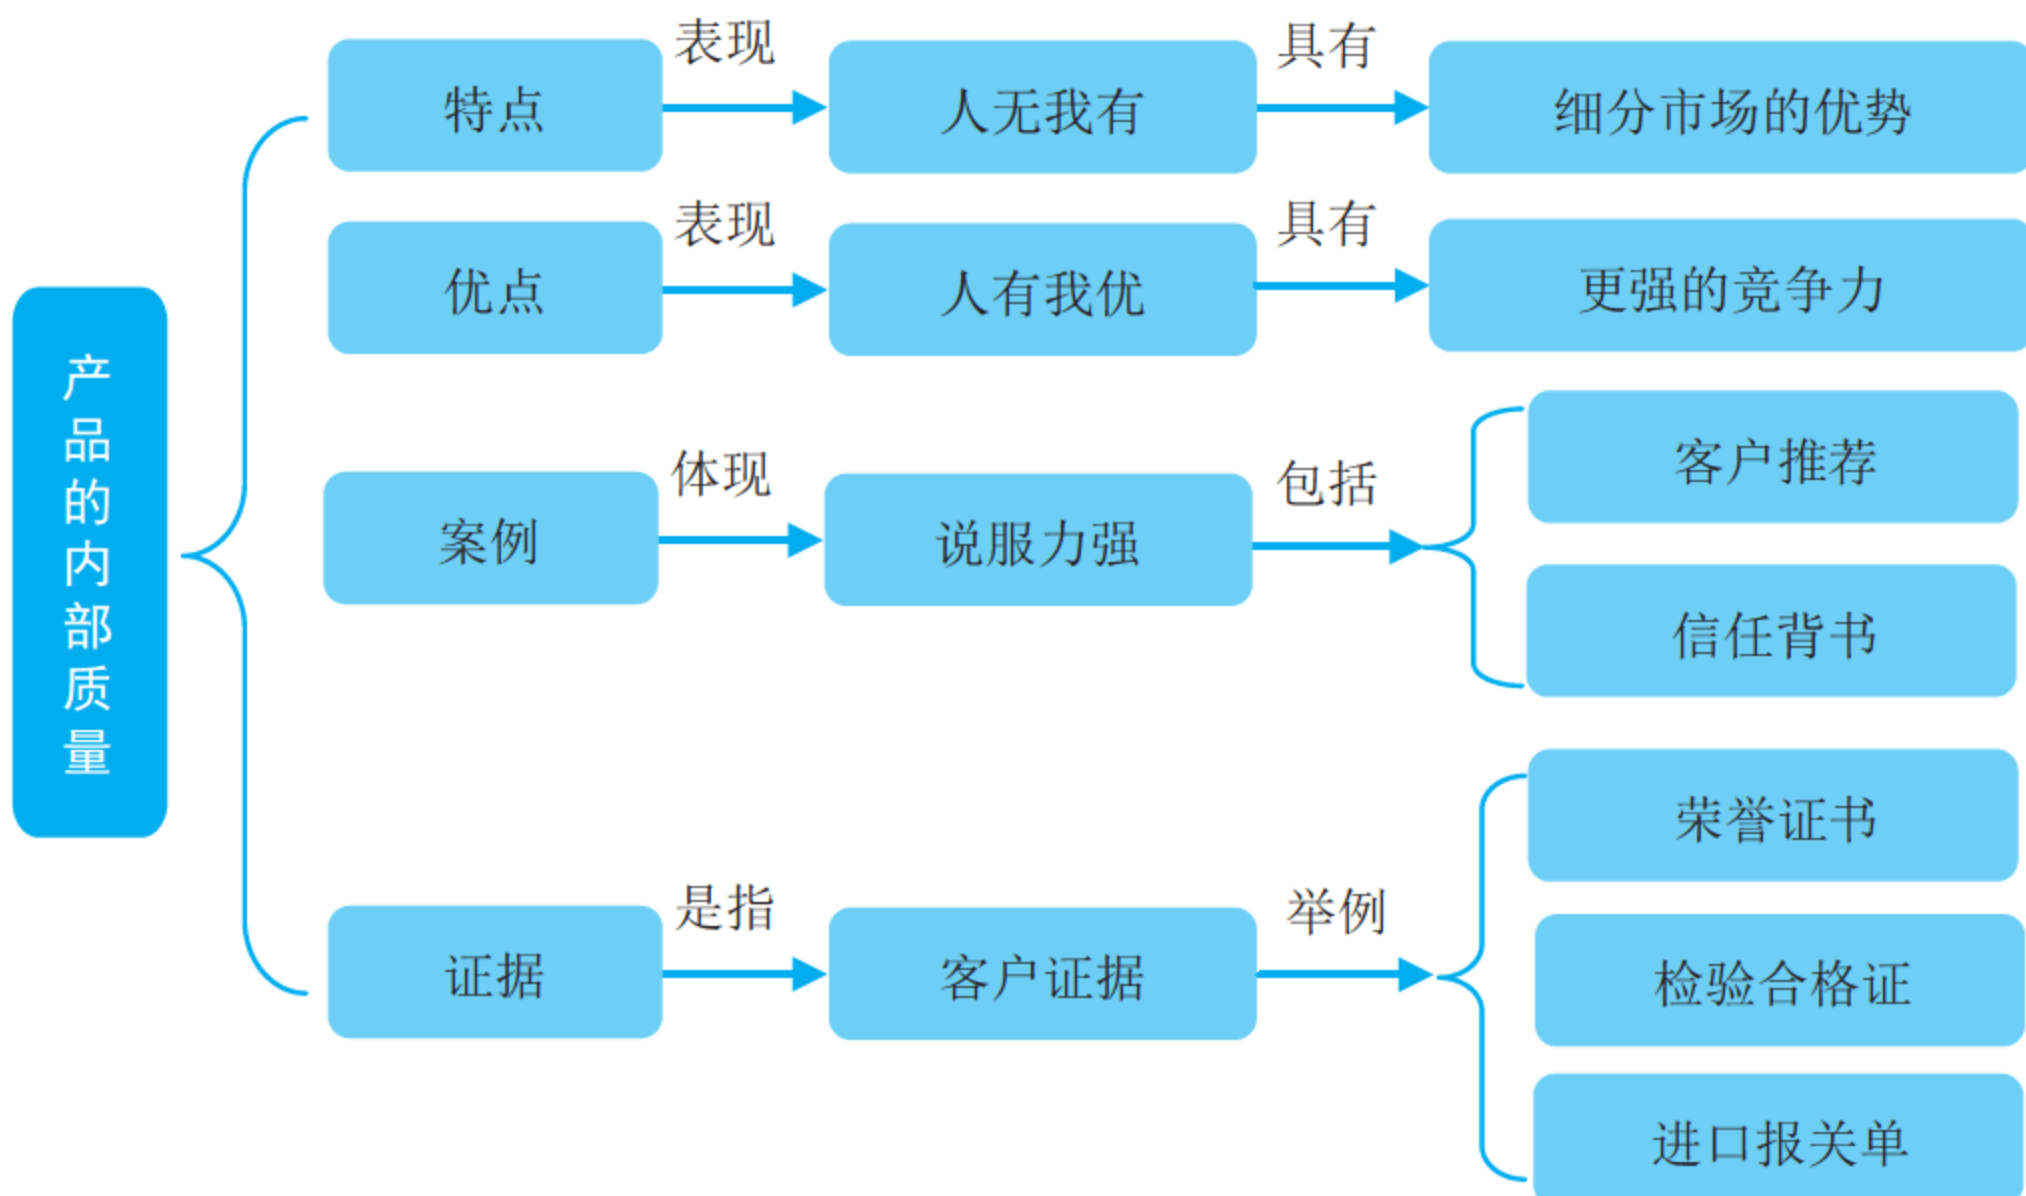 产品的内部质量
特点
表现
人无我有
具有
细分市场的优势
优点
表现
人有我优
具有
更强的竞争力
案例
体现
说服力强
包括
客户推荐
信任背书
证据
是指
客户证据
举例
荣誉证书
检验合格证
进口报关单